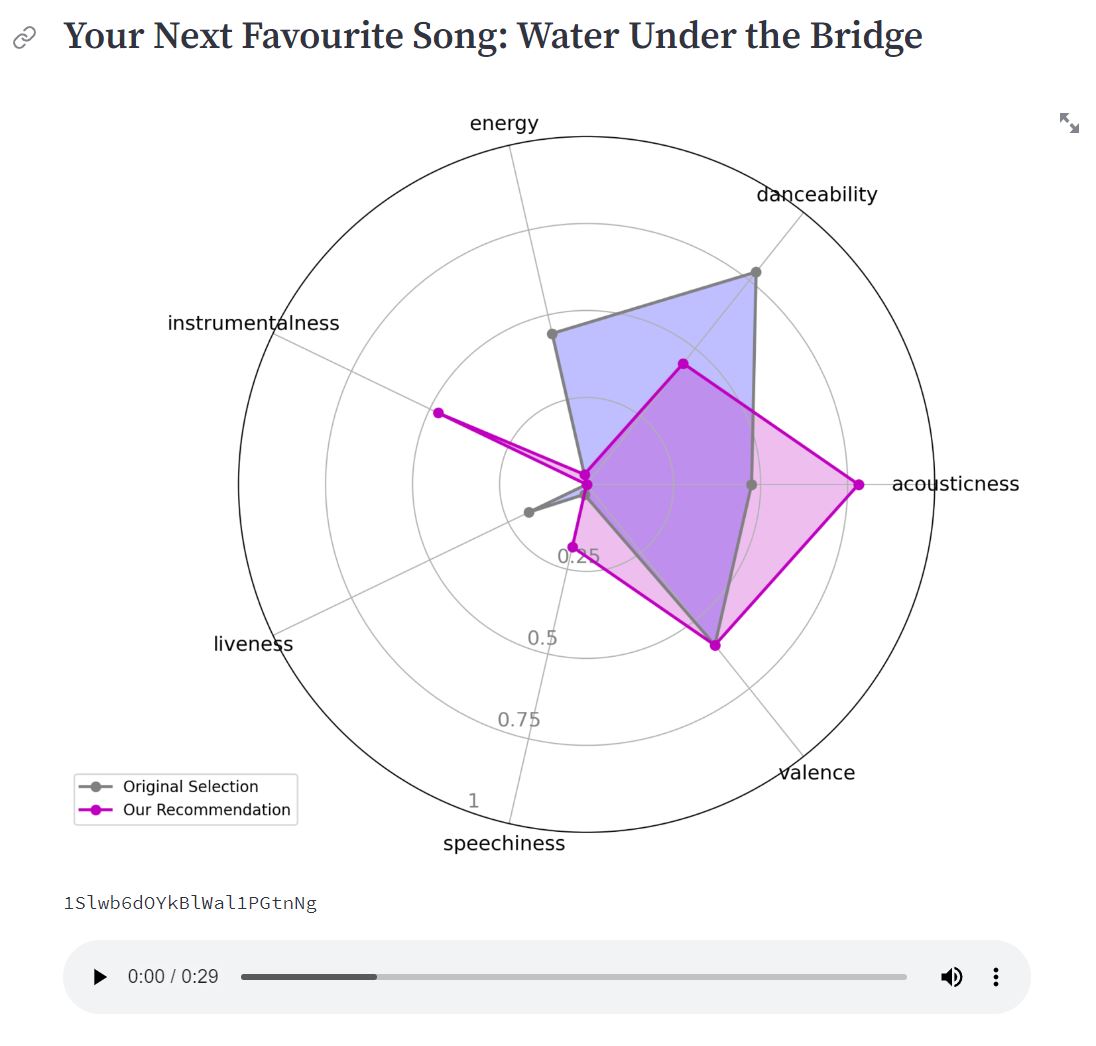 Your Next Favourite Song: Water Under the Bridge
energy
danceability
instrumentalness
acousticness
0.25
0.5
liveness
0.75
valence
Original Selection
1
Our Recommendation
speechiness
1Slwb6dOYkBlWal1PGtnNg
0:00 / 0:29